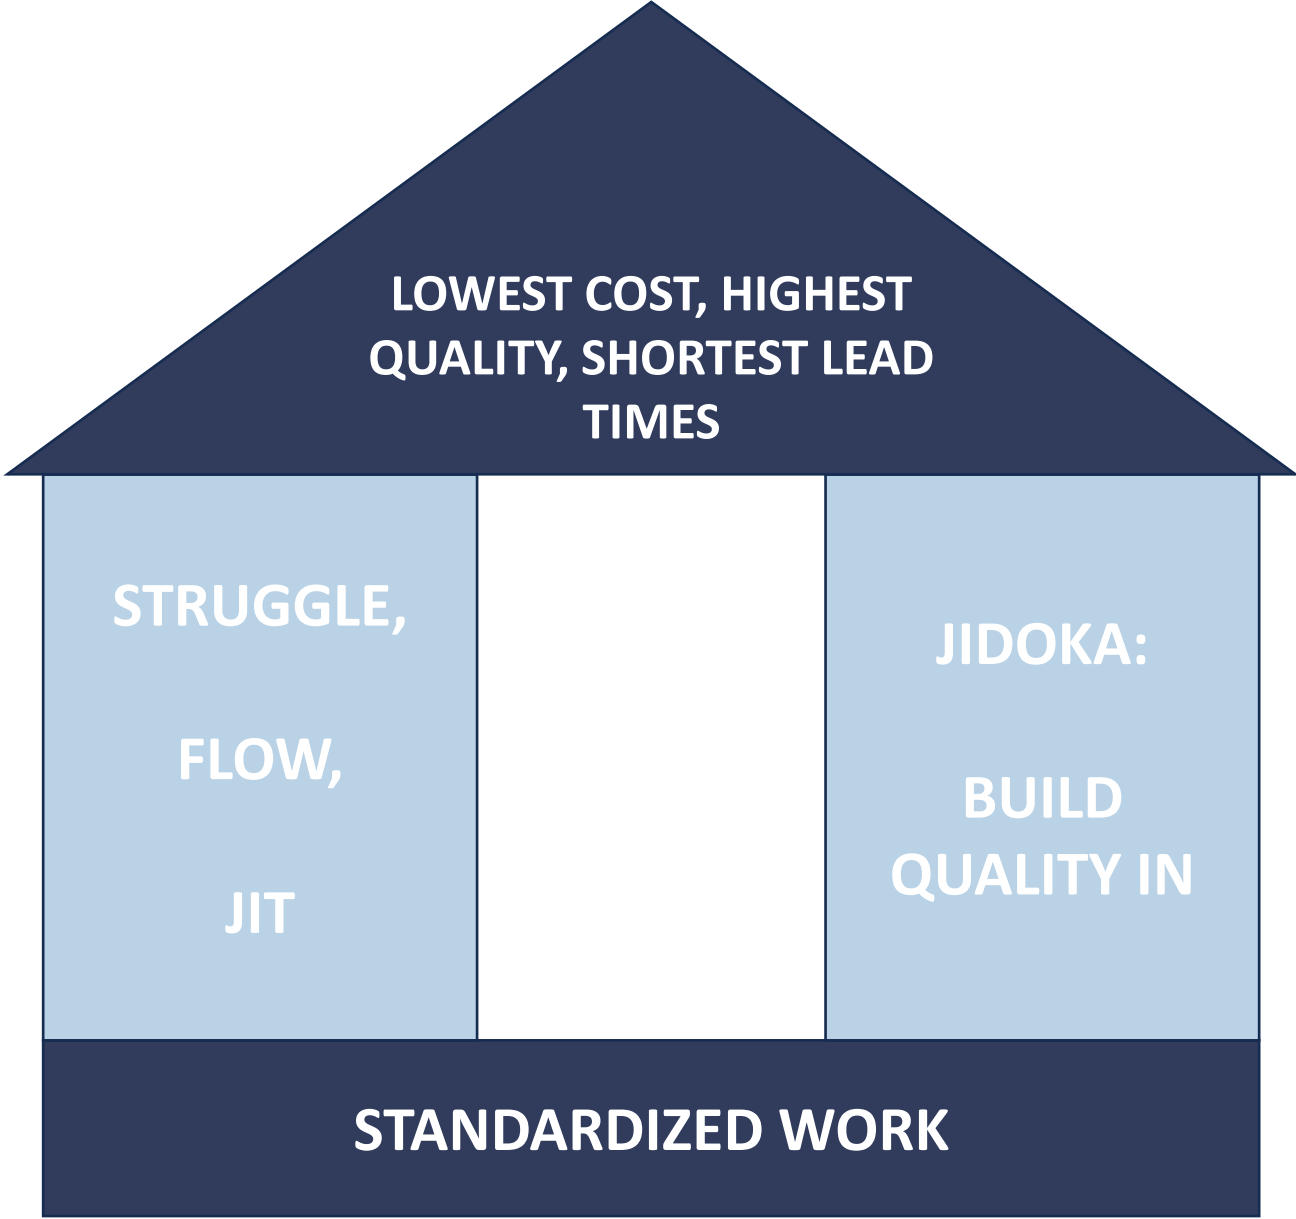 LOWEST COST, HIGHEST
QUALITY, SHORTEST LEAD
TIMES
STRUGGLE,
FLOW,
JIT
JIDOKA:
BUILD
QUALITY IN
STANDARDIZED WORK